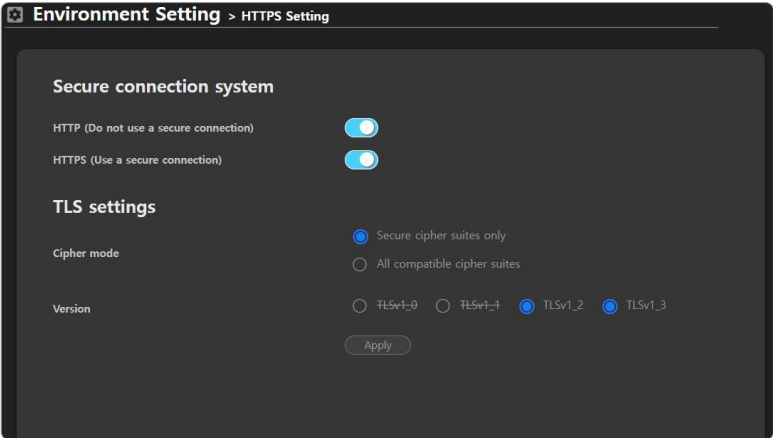 Environment Setting > HTTPS Setting
Secure connection system
HTTP (Do not use a secure connection)
HTTPS (Use a secure connection)
TLS settings
Cipher mode
Secure cipher suites only
All compatible cipher suites
Version
TLSv1_0 TLSv1_1 TLSv1_2 TLSv1_3
Apply